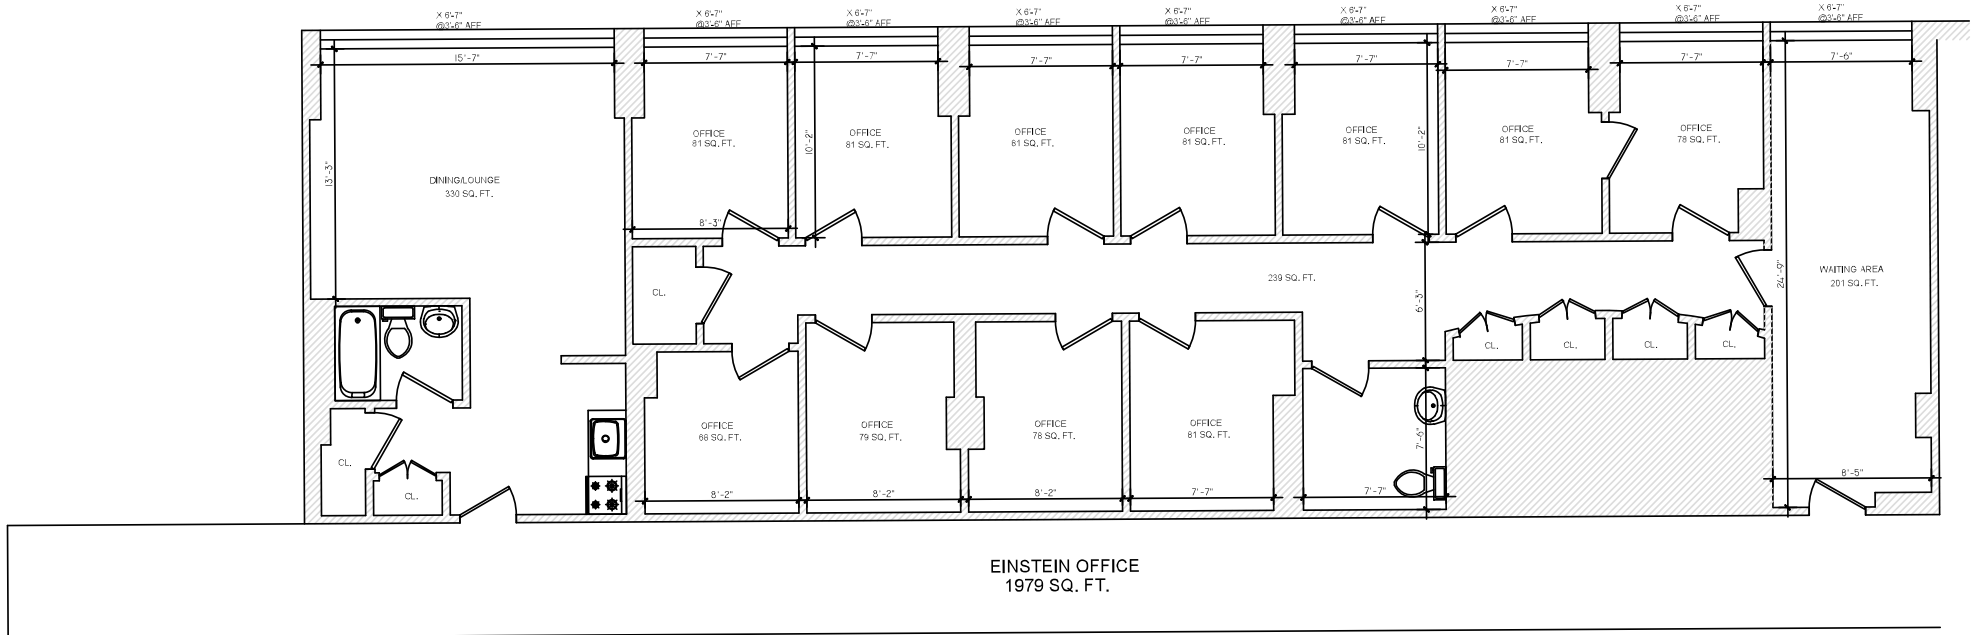 X 6'-7"
@3'-6" AFF
X 6'-7"
@3'-6" AFF
X 6'-7"
@3'-6" AFF
X 6'-7"
@3'-6" AFF
X 6'-7"
@3'-6" AFF
X 6'-7"
@3'-6" AFF
X 6'-7"
@3'-6" AFF
X 6'-7"
@3'-6" AFF
X 6'-7"
@3'-6" AFF
15'-7"
7'-7"
7'-7"
7'-7"
7'-7"
7'-7"
7'-7"
7'-7"
7'-6"
OFFICE
81 SQ. FT.
10'-2"
OFFICE
81 SQ. FT.
OFFICE
81 SQ. FT.
OFFICE
81 SQ. FT.
OFFICE
81 SQ. FT.
10'-2"
OFFICE
81 SQ. FT.
OFFICE
78 SQ. FT.
13'-3"
DINING/LOUNGE
330 SQ. FT.
8'-3"
CL.
239 SQ. FT.
6'-3"
24'-9"
WAITING AREA
201 SQ. FT.
CL.
CL.
CL.
CL.
OFFICE
68 SQ. FT.
OFFICE
79 SQ. FT.
OFFICE
78 SQ. FT.
OFFICE
81 SQ. FT.
7'-6"
CL.
CL.
8'-2"
8'-2"
8'-2"
7'-7"
7'-7"
8'-5"
EINSTEIN OFFICE
1979 SQ. FT.